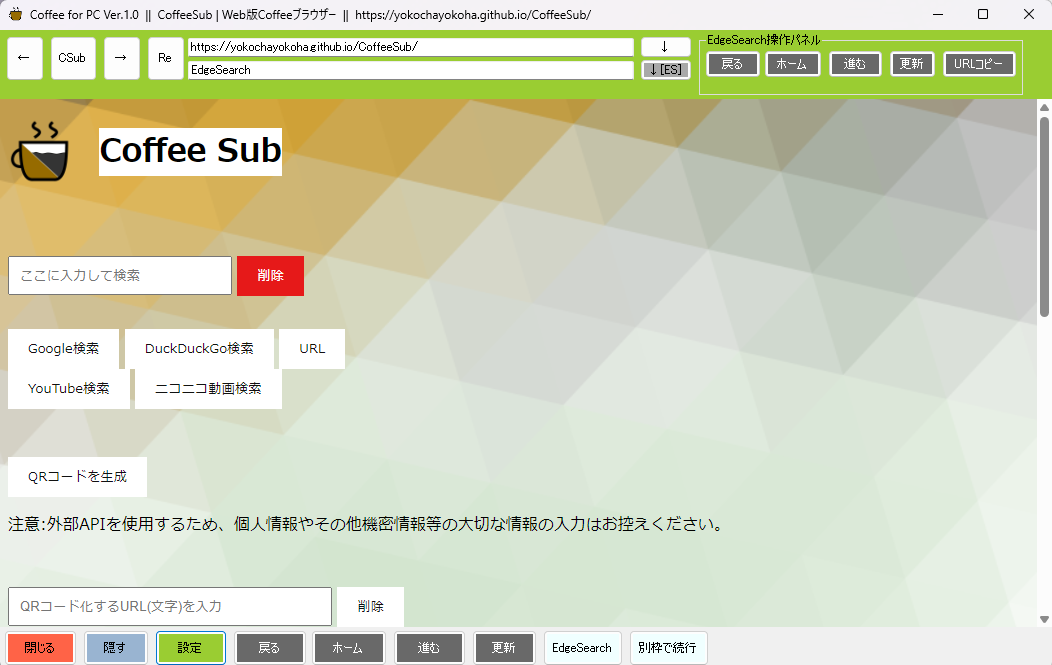 Coffee for PC Ver.1.0 || CoffeeSub | Web版Coffeeブラウザー || https://yokochayokoha.github.io/CoffeeSub/
← CSub → Re https://yokochayokoha.github.io/CoffeeSub/ ↓
EdgeSearch ↓[ES]
EdgeSearch操作パネル
戻る ホーム 進む 更新 URLコピー
Coffee Sub
ここに入力して検索 削除
Google検索 DuckDuckGo検索 URL
YouTube検索 ニコニコ動画検索
QRコードを生成
注意:外部APIを使用するため、個人情報やその他機密情報等の大切な情報の入力はお控えください。
QRコード化するURL(文字)を入力 削除
閉じる 隠す 設定 戻る ホーム 進む 更新 EdgeSearch 別枠で続行